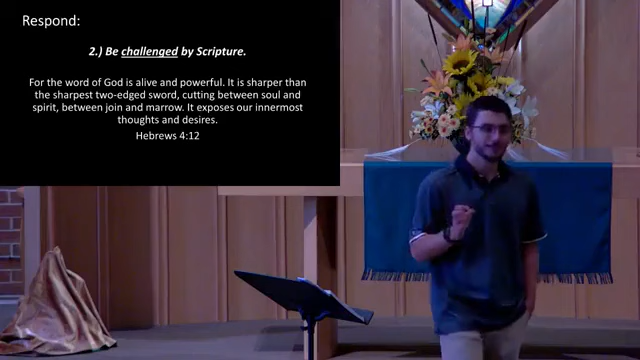 Respond:
2.) Be challenged by Scripture.
For the word of God is alive and powerful. It is sharper than
the sharpest two-edged sword, cutting between soul and
spirit, between join and marrow. It exposes our innermost
thoughts and desires.
Hebrews 4:12